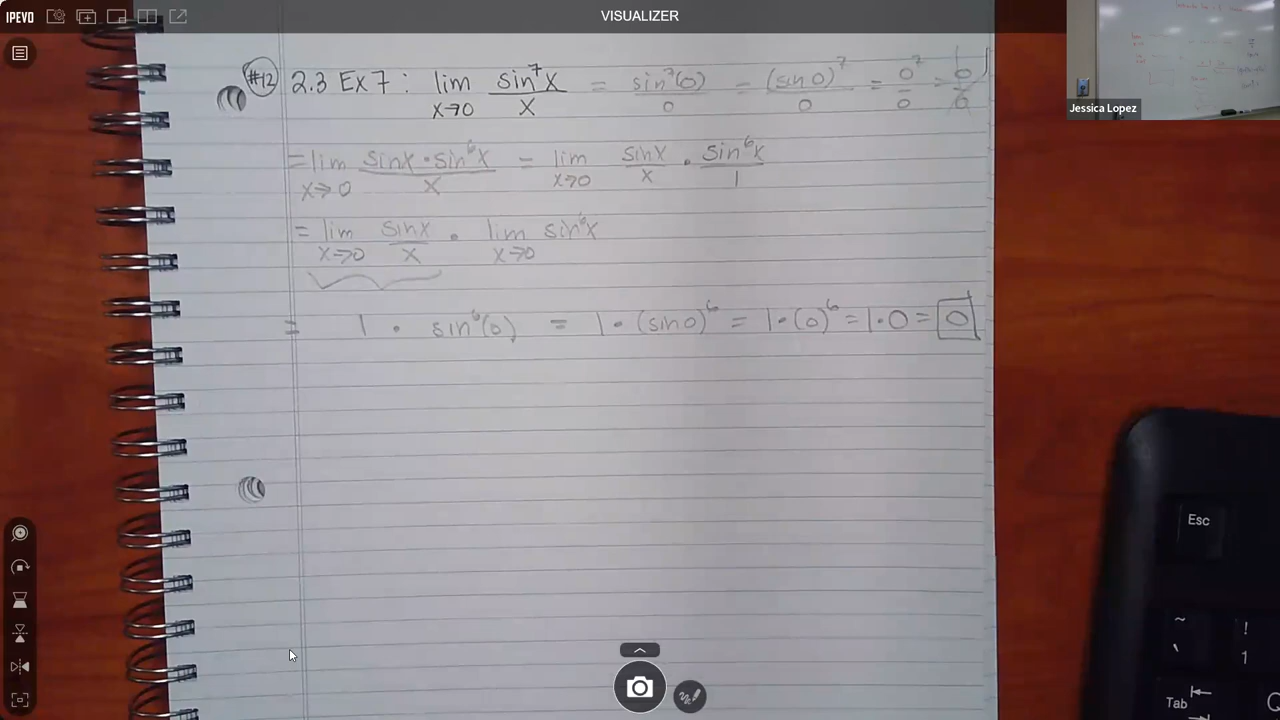 IPEVO
VISUALIZER
Jessica Lopez
#12 2.3 Ex 7 : lim x→0 sin⁷x / x = sin⁷(0) / 0 = (sin 0)⁷ / 0 = 0⁷ / 0 = 0 / 0
= lim x→0 sinx · sin⁶x / x = lim x→0 sinx / x · sin⁶x / 1
= lim x→0 sinx / x · lim x→0 sin⁶x
= 1 · sin⁶(0) = 1 · (sin 0)⁶ = 1 · (0)⁶ = 1 · 0 = 0
Esc
~ `
! 1
Tab